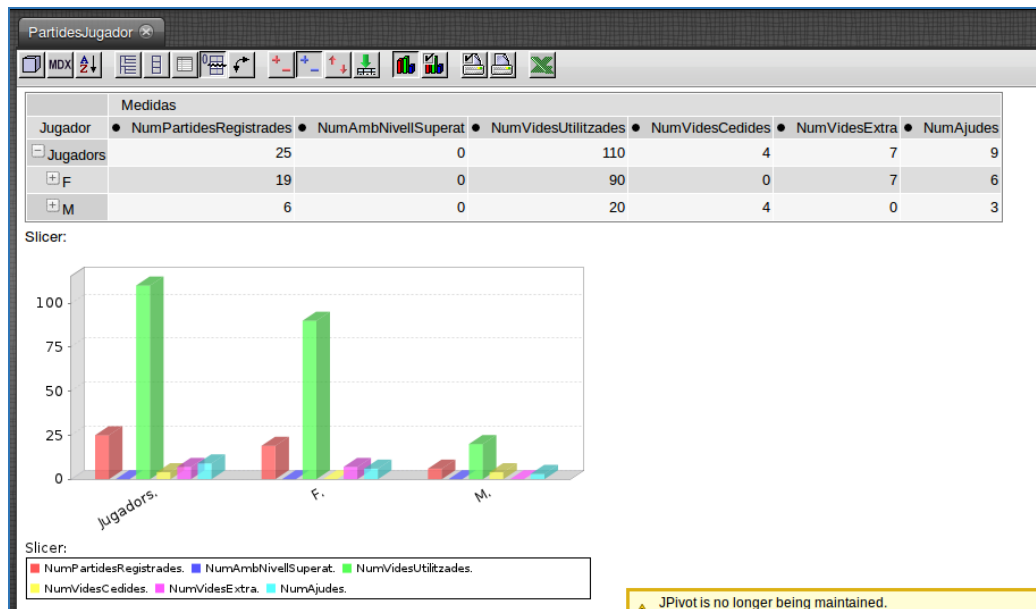 PartidesJugador
MDX A Z
Medidas
Jugador NumPartidesRegistrades NumAmbNivellSuperat NumVidesUtilitzades NumVidesCedides NumVidesExtra NumAjudes
Jugadors 25 0 110 4 7 9
F 19 0 90 0 7 6
M 6 0 20 4 0 3
Slicer:
100
75
50
25
0
Jugadors. F. M.
Slicer:
NumPartidesRegistrades. NumAmbNivellSuperat. NumVidesUtilitzades.
NumVidesCedides. NumVidesExtra. NumAjudes.
JPivot is no longer being maintained.